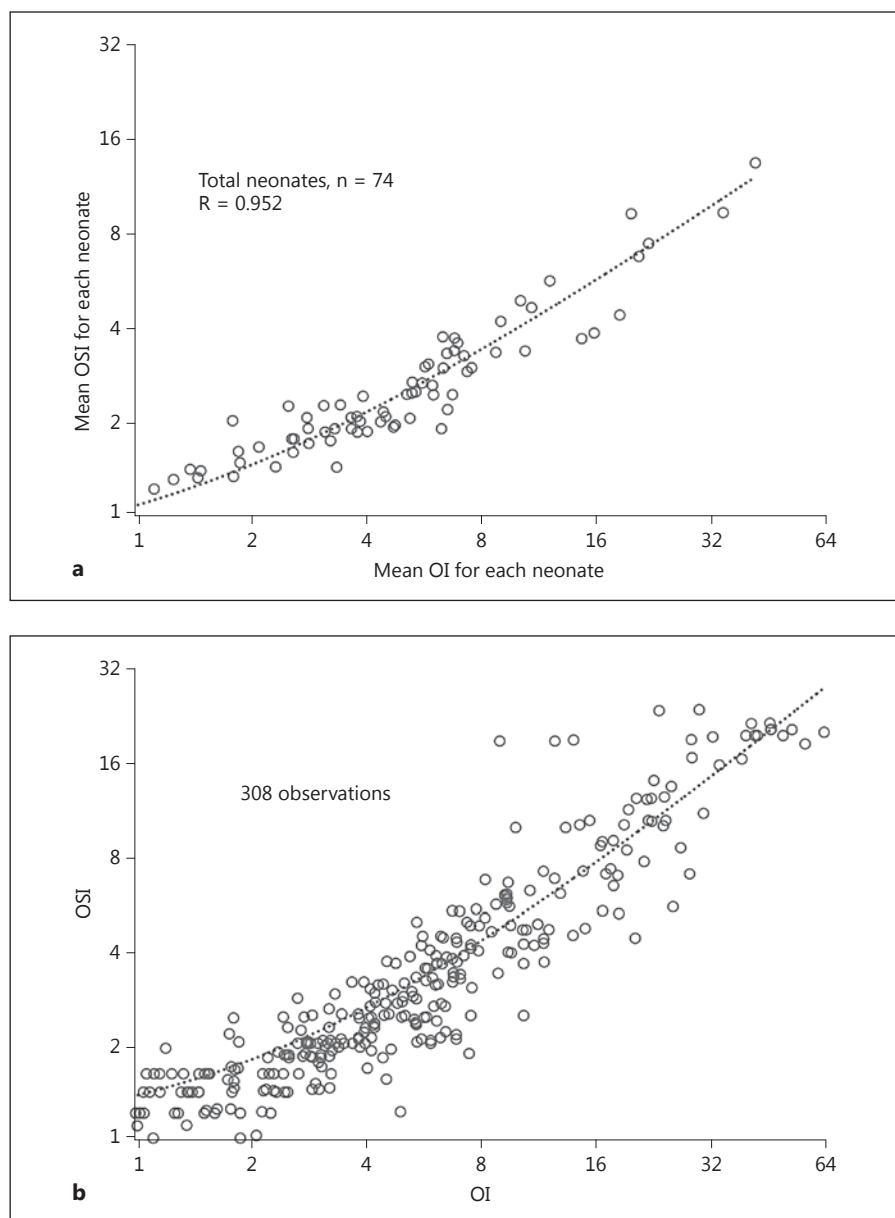 32
16
Total neonates, n = 74
R = 0.952
8
4
2
1
Mean OSI for each neonate
1 2 4 8 16 32 64
a Mean OI for each neonate
32
16
308 observations
8
4
2
1
OSI
1 2 4 8 16 32 64
b OI